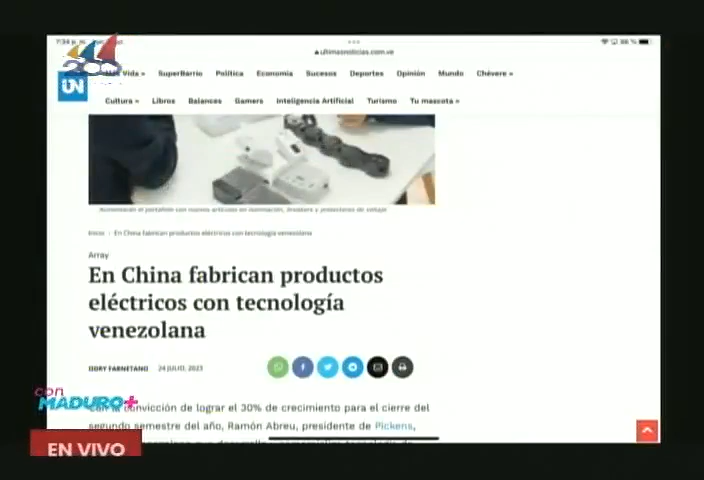 ultimasnoticias.com.ve
200
ÚN
Vida SuperBarrio Política Economía Sucesos Deportes Opinión Mundo Chévere
Cultura Libros Balances Gamers Inteligencia Artificial Turismo Tu mascota
Inicio En China fabrican productos eléctricos con tecnología venezolana
Array
En China fabrican productos
eléctricos con tecnología
venezolana
DORY FARNETANO 24 JULIO, 2023
con
MADURO+
la convicción de lograr el 30% de crecimiento para el cierre del
segundo semestre del año, Ramón Abreu, presidente de Pickens,
EN VIVO